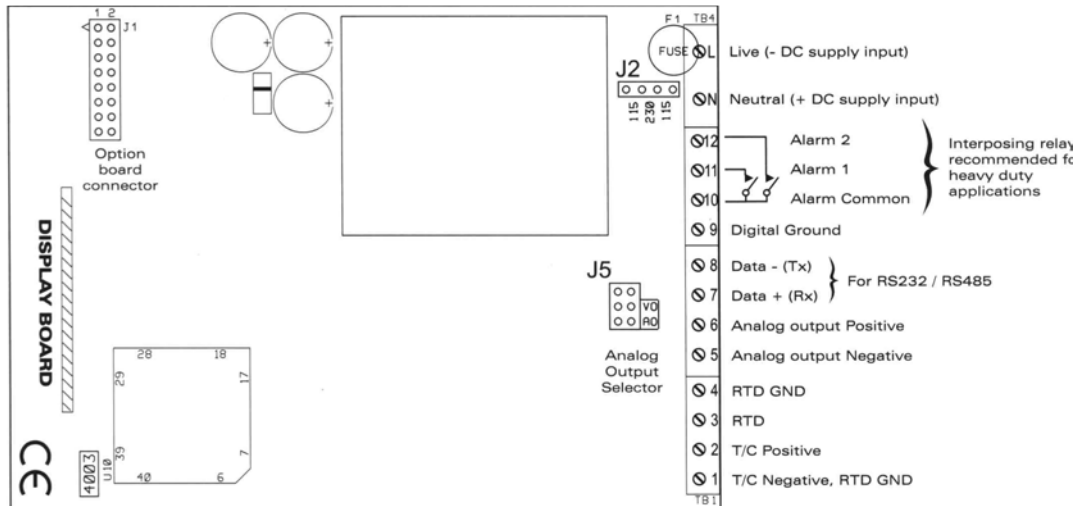 1 2
J1
Option
board
connector
DISPLAY BOARD
CE
4003
U10
28 18
29 17
39 7
40 6
+
+
+
J2
115 230 115
F1
FUSE
TB4
L Live (- DC supply input)
N Neutral (+ DC supply input)
12 Alarm 2
11 Alarm 1
10 Alarm Common
Interposing relay
recommended fo
heavy duty
applications
9 Digital Ground
8 Data - (Tx)
7 Data + (Rx)
For RS232 / RS485
6 Analog output Positive
5 Analog output Negative
J5
VO
AO
Analog
Output
Selector
4 RTD GND
3 RTD
2 T/C Positive
1 T/C Negative, RTD GND
TB1